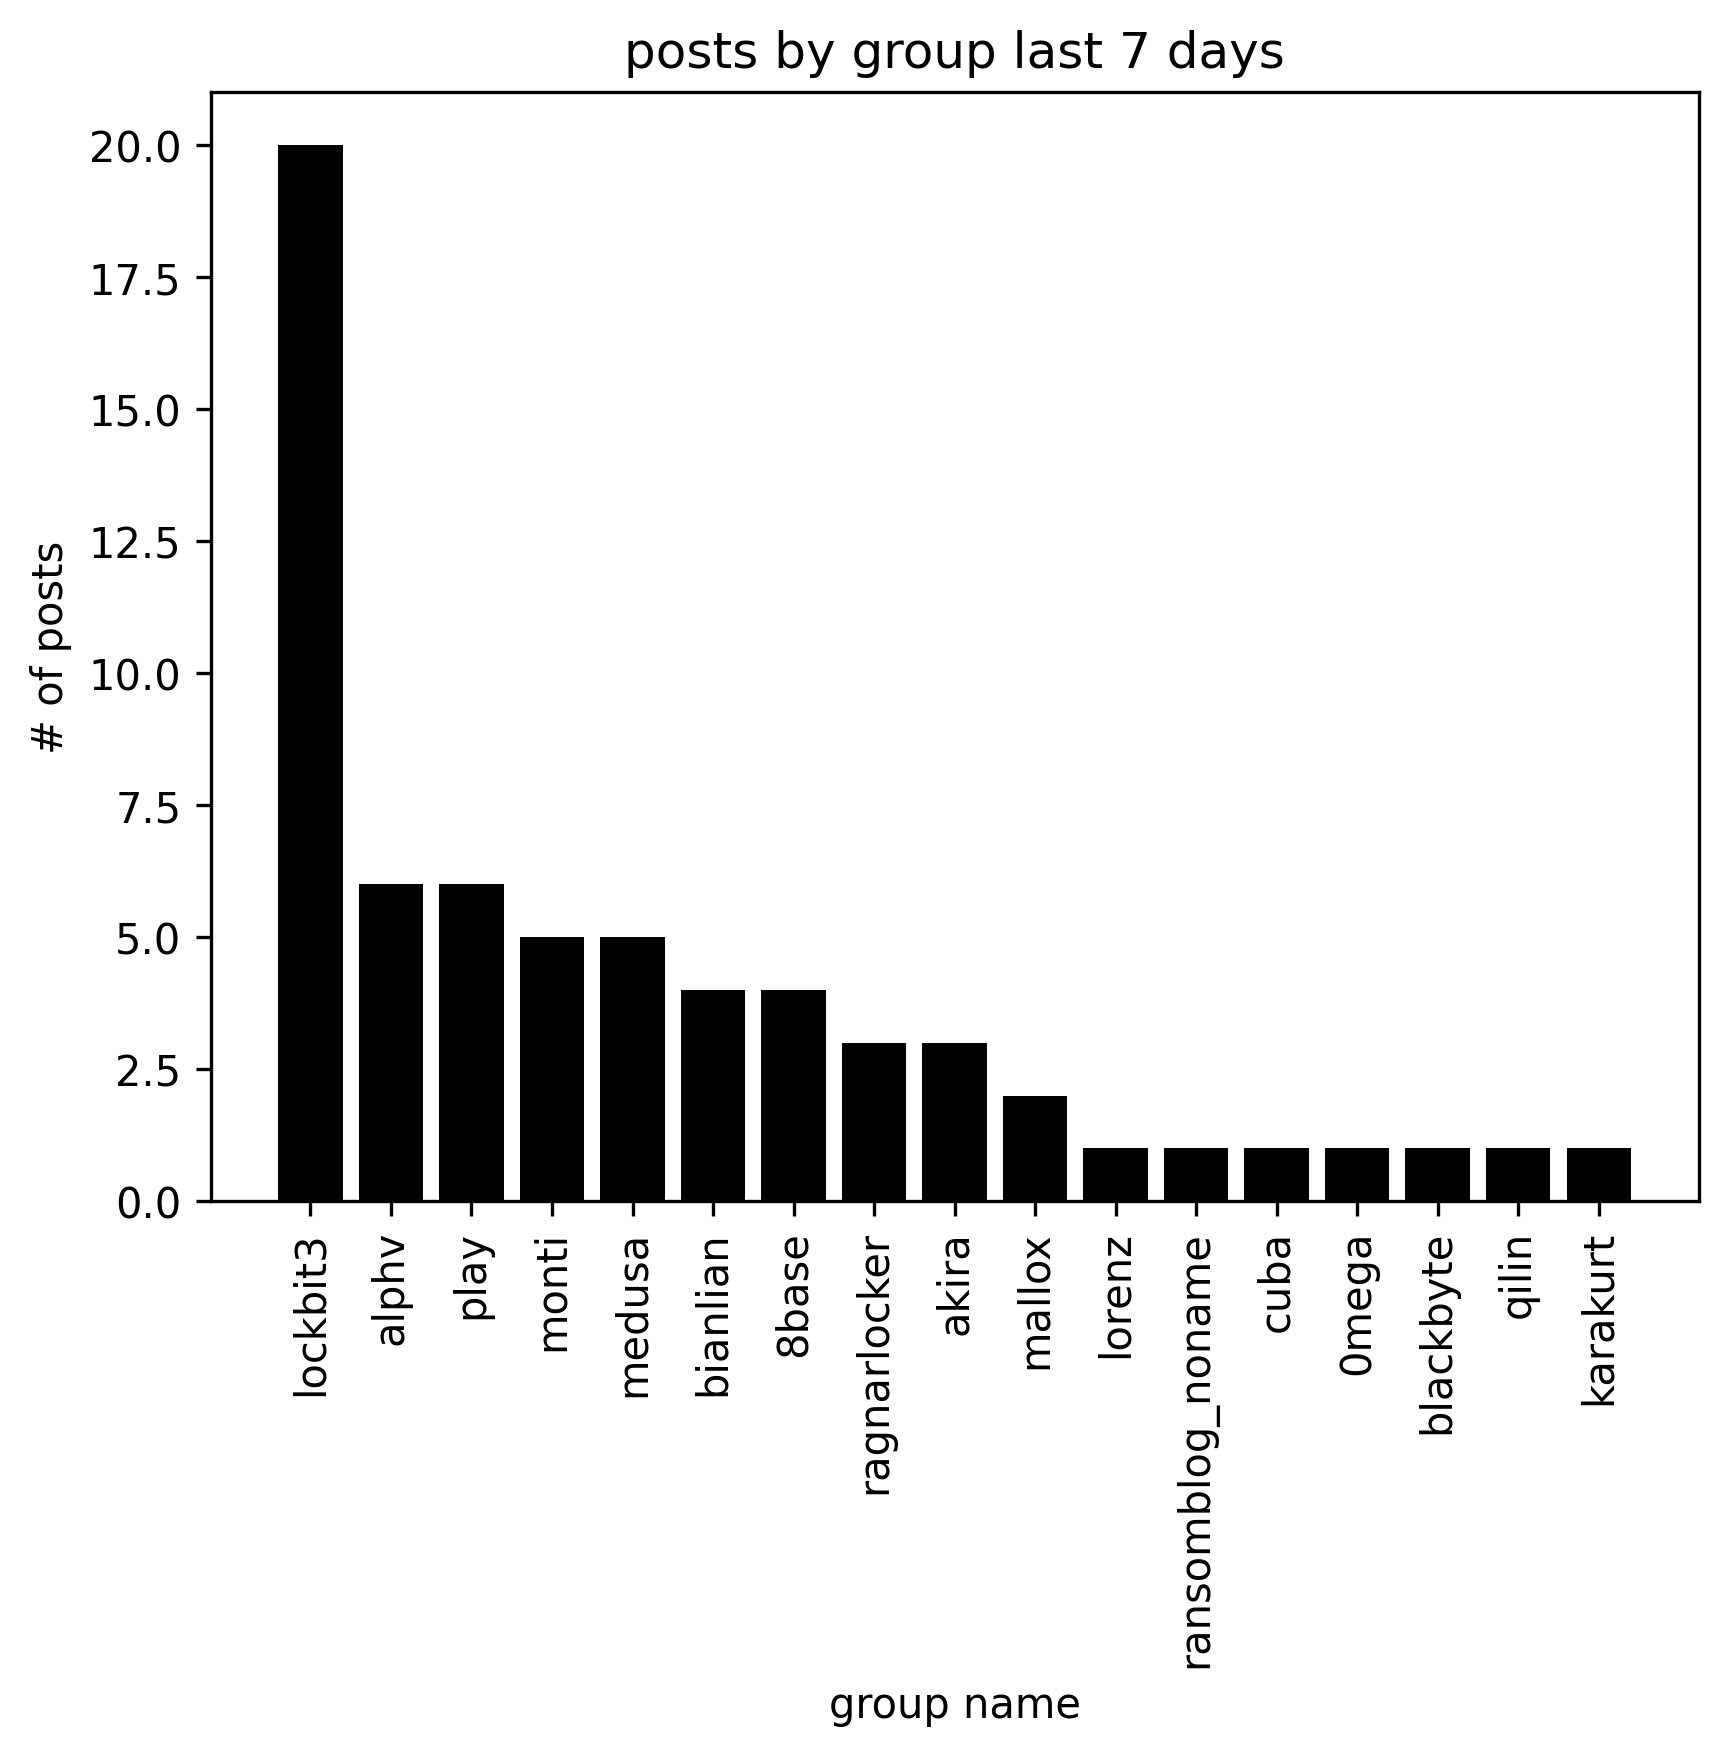 posts by group last 7 days
20.0
17.5
15.0
12.5
10.0
7.5
5.0
2.5
0.0
# of posts
lockbit3
alphv
play
monti
medusa
bianlian
8base
ragnarlocker
akira
mallox
lorenz
ransomblog_noname
cuba
0mega
blackbyte
qilin
karakurt
group name